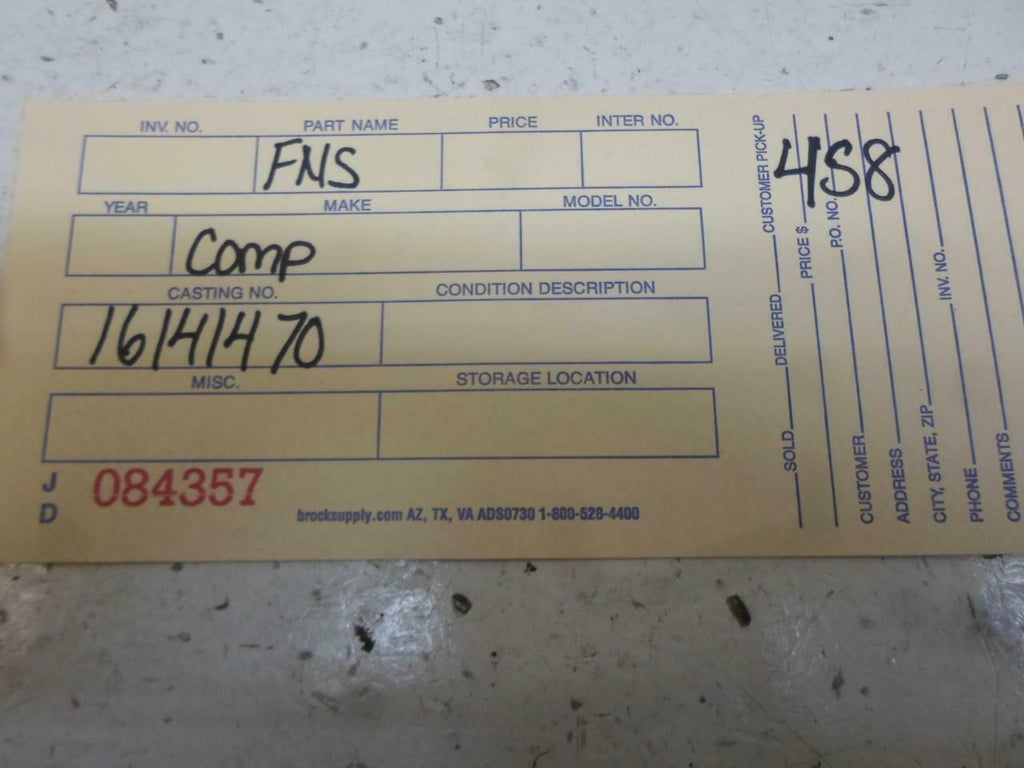 INV. NO. PART NAME PRICE INTER NO.
FNS
YEAR MAKE MODEL NO.
Comp
CASTING NO. CONDITION DESCRIPTION
16141470
MISC. STORAGE LOCATION
J
D
084357
brocksupply.com AZ, TX, VA ADS0730 1-800-528-4400
458
SOLD DELIVERED CUSTOMER PICK-UP
PRICE $
P.O. NO.
CUSTOMER
ADDRESS
CITY, STATE, ZIP INV. NO.
PHONE
COMMENTS